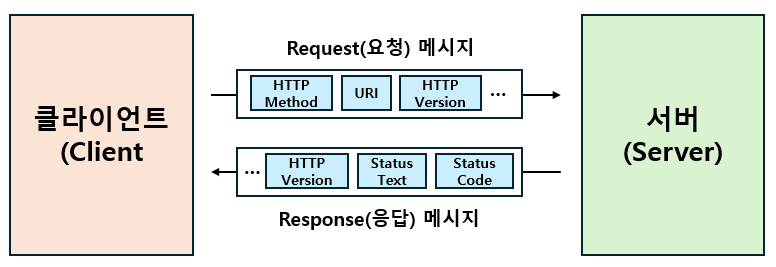 Request(요청) 메시지
HTTP Method
URI
HTTP Version
...
클라이언트
(Client
서버
(Server)
...
HTTP Version
Status Text
Status Code
Response(응답) 메시지